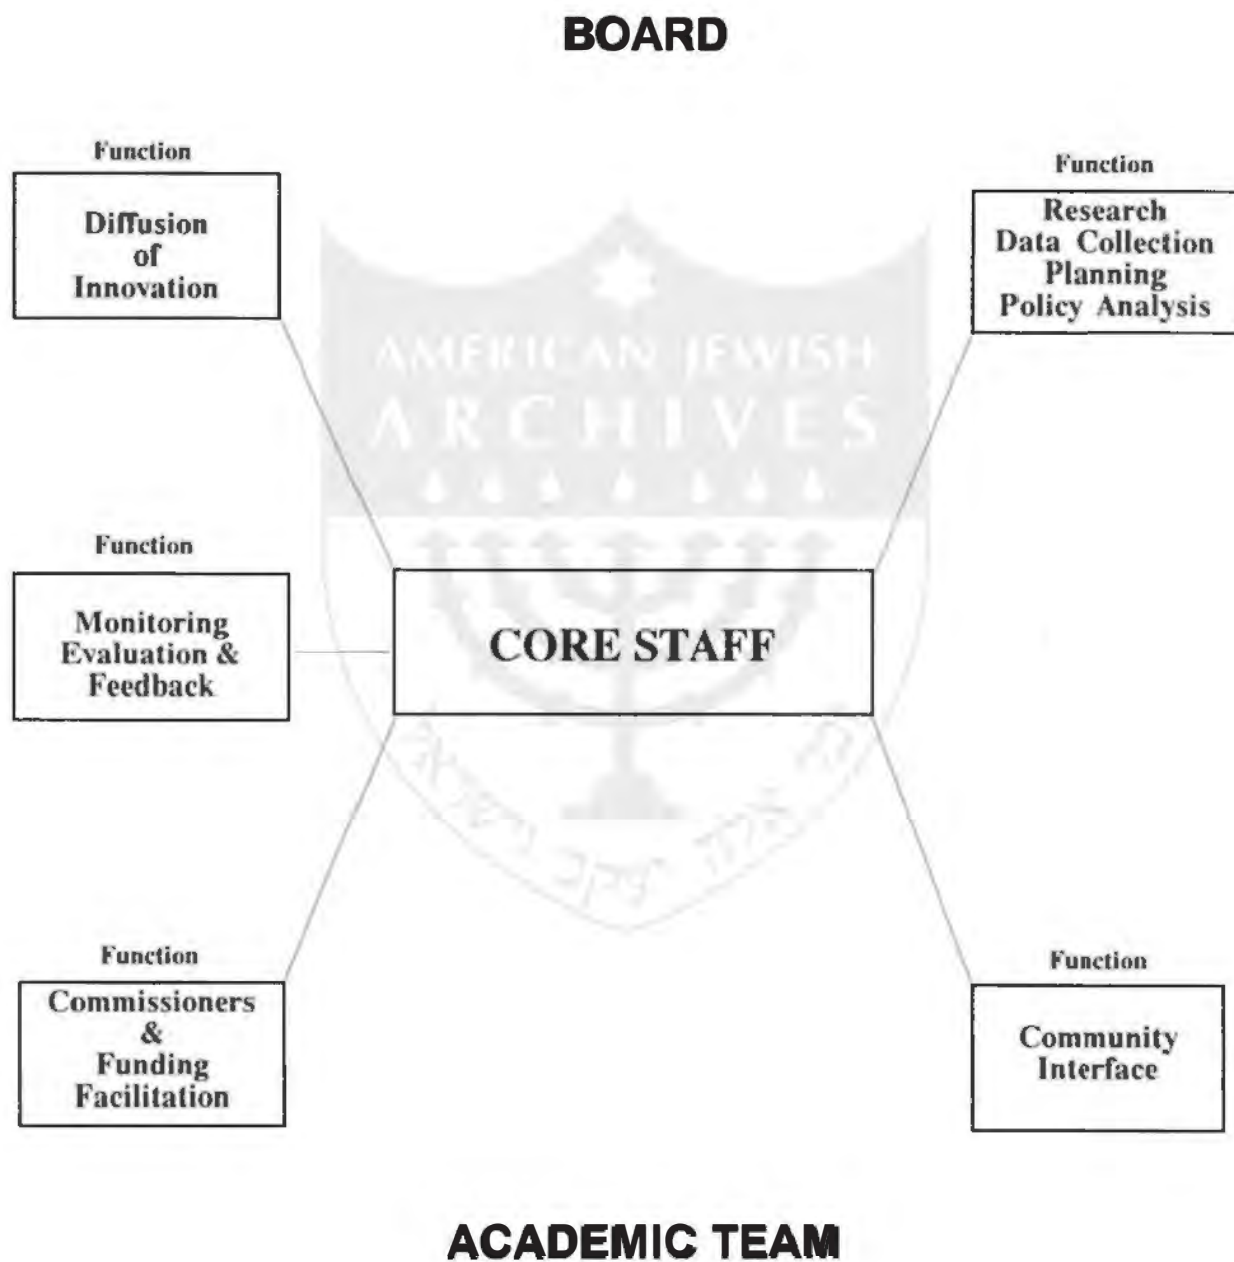 BOARD
Function
Diffusion
of
Innovation
Function
Research
Data Collection
Planning
Policy Analysis
AMERICAN JEWISH
ARCHIVES
Function
Monitoring
Evaluation &
Feedback
CORE STAFF
Function
Commissioners
&
Funding
Facilitation
Function
Community
Interface
ACADEMIC TEAM